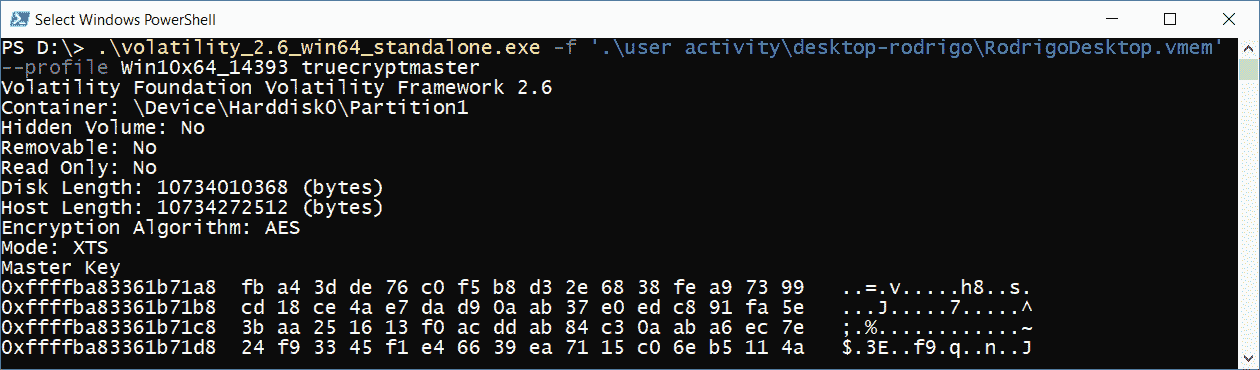 Select Windows PowerShell
PS D:\> .\volatility_2.6_win64_standalone.exe -f '.\user activity\desktop-rodrigo\RodrigoDesktop.vmem'
--profile Win10x64_14393 truecryptmaster
Volatility Foundation Volatility Framework 2.6
Container: \Device\Harddisk0\Partition1
Hidden Volume: No
Removable: No
Read Only: No
Disk Length: 10734010368 (bytes)
Host Length: 10734272512 (bytes)
Encryption Algorithm: AES
Mode: XTS
Master Key
0xffffba83361b71a8  fb a4 3d de 76 c0 f5 b8 d3 2e 68 38 fe a9 73 99   ..=.v.....h8..s.
0xffffba83361b71b8  cd 18 ce 4a e7 da d9 0a ab 37 e0 ed c8 91 fa 5e   ...J.....7.....^
0xffffba83361b71c8  3b aa 25 16 13 f0 ac dd ab 84 c3 0a ab a6 ec 7e   ;.%............~
0xffffba83361b71d8  24 f9 33 45 f1 e4 66 39 ea 71 15 c0 6e b5 11 4a   $.3E..f9.q..n..J